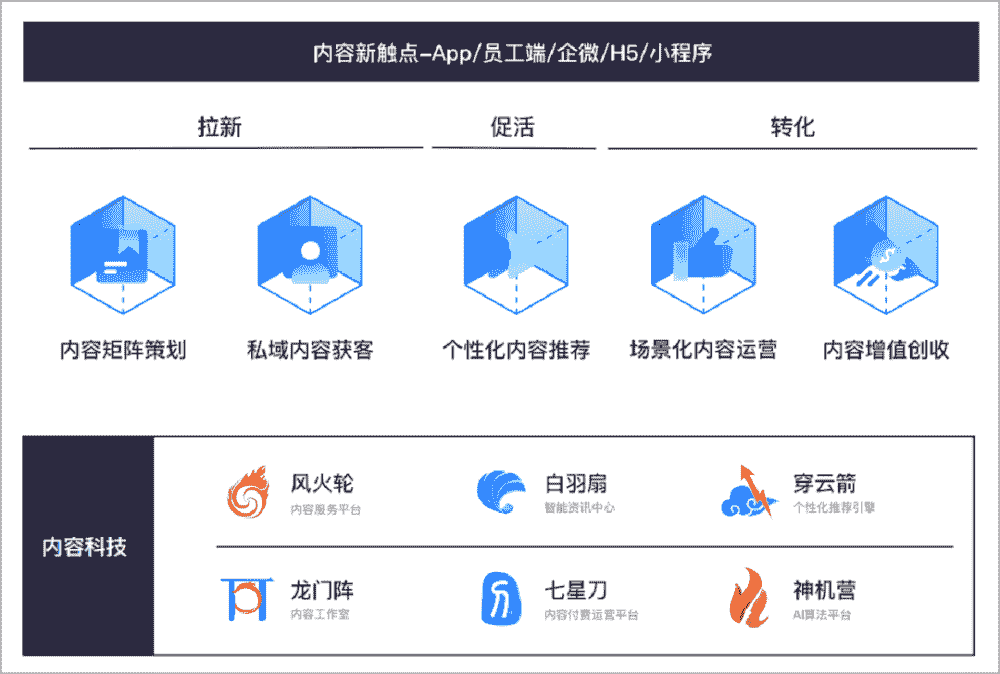 内容新触点-App/员工端/企微/H5/小程序
拉新
促活
转化
内容矩阵策划
私域内容获客
个性化内容推荐
场景化内容运营
内容增值创收
内容科技
风火轮
内容服务平台
白羽扇
智能资讯中心
穿云箭
个性化推荐引擎
龙门阵
内容工作室
七星刀
内容付费运营平台
神机营
AI算法平台